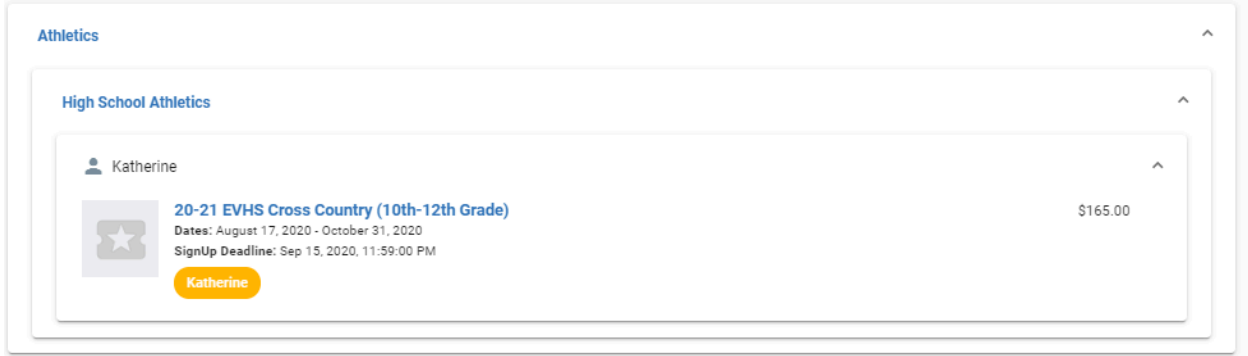 Athletics
High School Athletics
Katherine
20-21 EVHS Cross Country (10th-12th Grade)
$165.00
Dates: August 17, 2020 - October 31, 2020
SignUp Deadline: Sep 15, 2020, 11:59:00 PM
Katherine